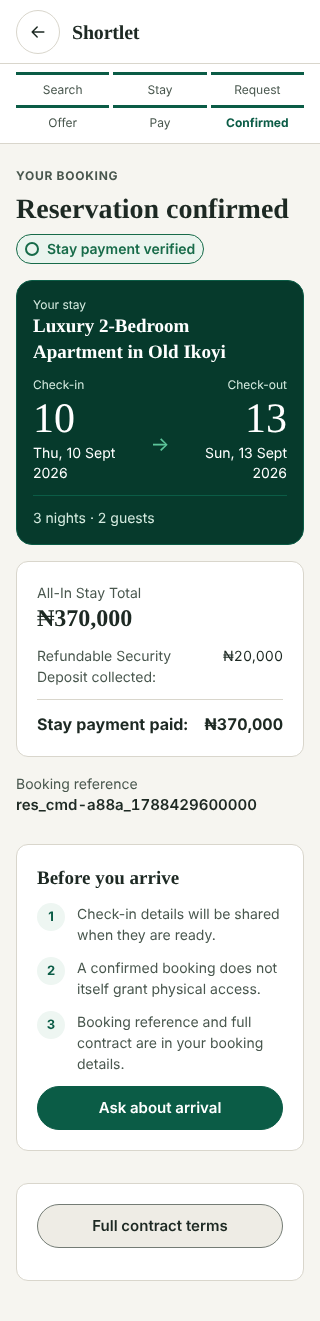 Shortlet
Search Stay Request
Offer Pay Confirmed
YOUR BOOKING
Reservation confirmed
Stay payment verified
Your stay
Luxury 2-Bedroom
Apartment in Old Ikoyi
Check-in Check-out
10 → 13
Thu, 10 Sept Sun, 13 Sept
2026 2026
3 nights · 2 guests
All-In Stay Total
₦370,000
Refundable Security ₦20,000
Deposit collected:
Stay payment paid: ₦370,000
Booking reference
res_cmd-a88a_1788429600000
Before you arrive
1 Check-in details will be shared
when they are ready.
2 A confirmed booking does not
itself grant physical access.
3 Booking reference and full
contract are in your booking
details.
Ask about arrival
Full contract terms